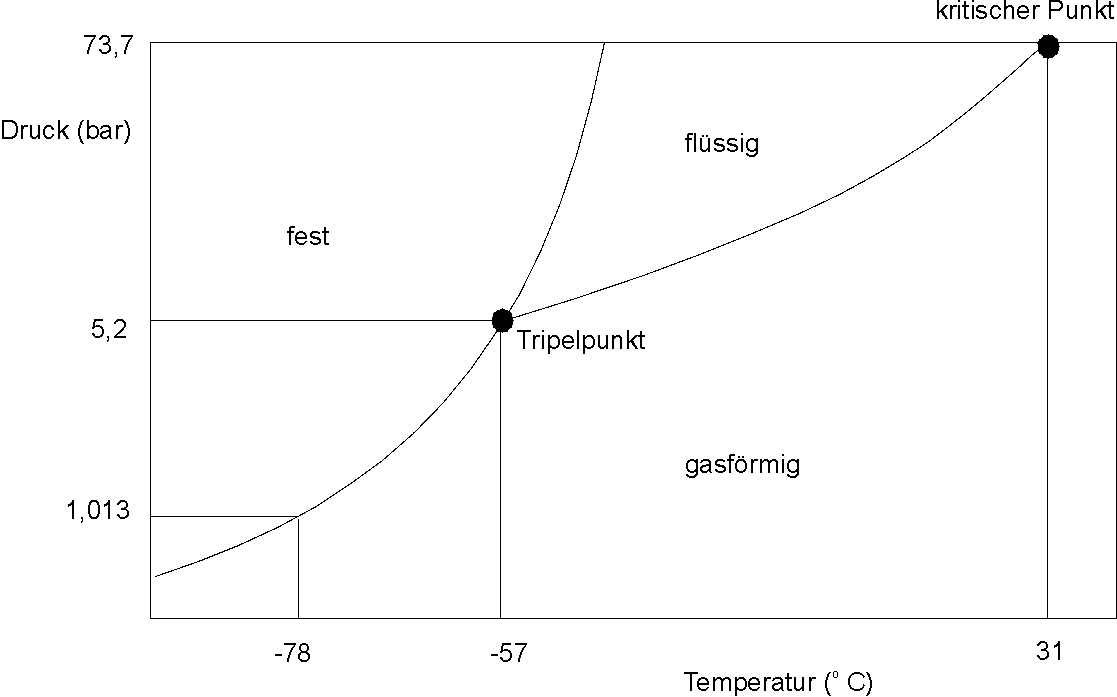 kritischer Punkt
73,7
Druck (bar)
flüssig
fest
5,2
Tripelpunkt
gasförmig
1,013
-78
-57
31
Temperatur (° C)